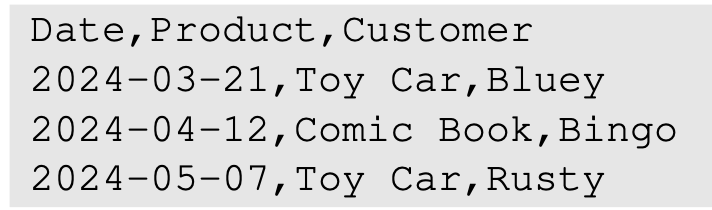 Date,Product,Customer
2024-03-21,Toy Car,Bluey
2024-04-12,Comic Book,Bingo
2024-05-07,Toy Car,Rusty